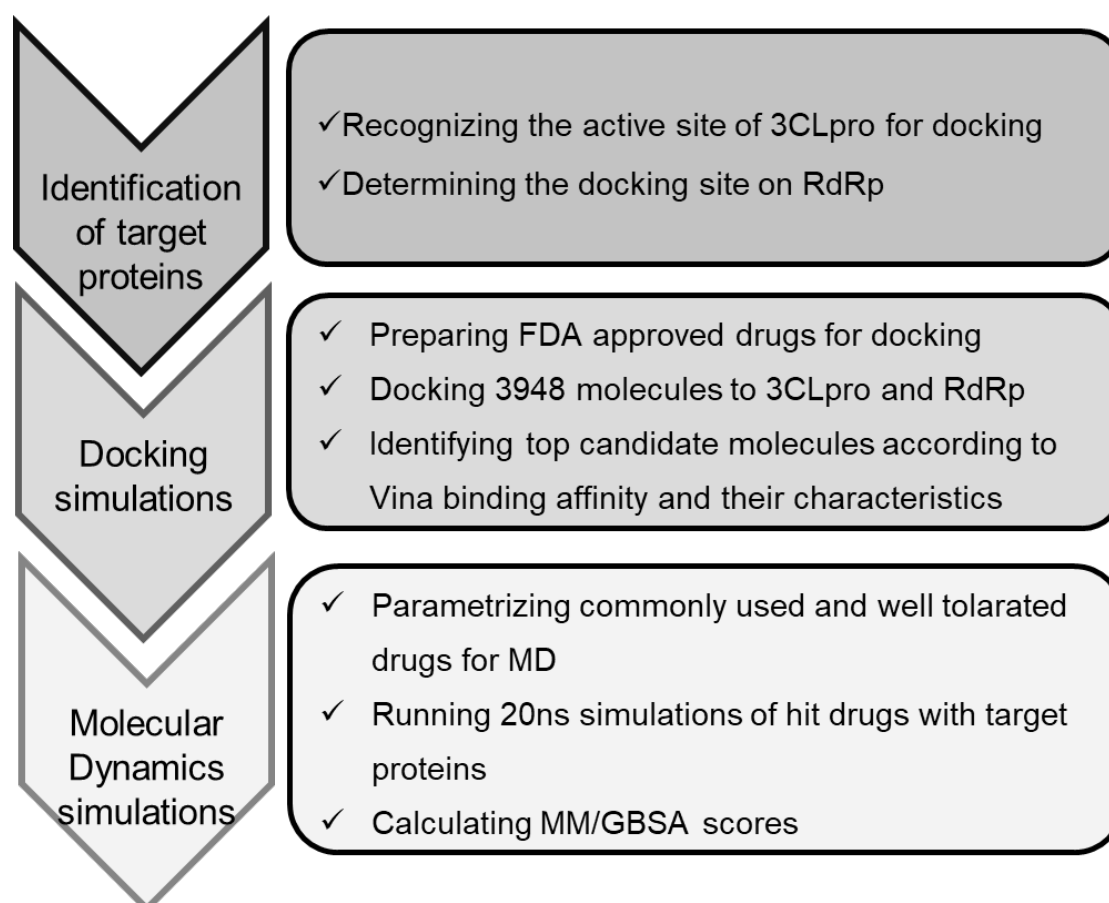 Identification
of target
proteins
✓Recognizing the active site of 3CLpro for docking
✓Determining the docking site on RdRp
Docking
simulations
✓ Preparing FDA approved drugs for docking
✓ Docking 3948 molecules to 3CLpro and RdRp
✓ Identifying top candidate molecules according to
Vina binding affinity and their characteristics
Molecular
Dynamics
simulations
✓ Parametrizing commonly used and well tolarated
drugs for MD
✓ Running 20ns simulations of hit drugs with target
proteins
✓ Calculating MM/GBSA scores